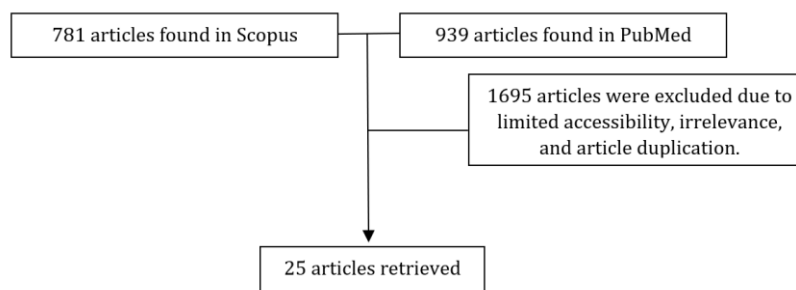 781 articles found in Scopus
939 articles found in PubMed
1695 articles were excluded due to
limited accessibility, irrelevance,
and article duplication.
25 articles retrieved